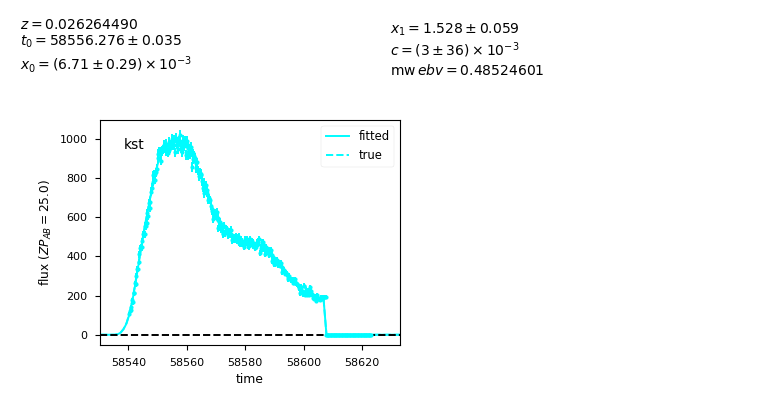 z = 0.026264490
t₀ = 58556.276 ± 0.035
x₀ = (6.71 ± 0.29) × 10⁻³
x₁ = 1.528 ± 0.059
c = (3 ± 36) × 10⁻³
mw ebv = 0.48524601
kst
fitted
true
flux (ZP_AB = 25.0)
1000
800
600
400
200
0
58540 58560 58580 58600 58620
time